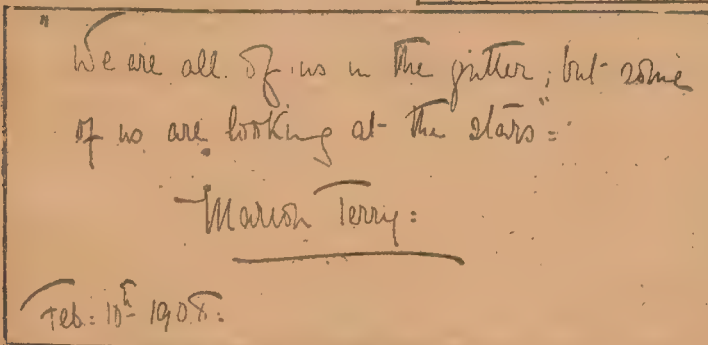 "We are all of us in the gutter, but some
of us are looking at the stars"
Marion Terry:
Feb: 10th 1908.